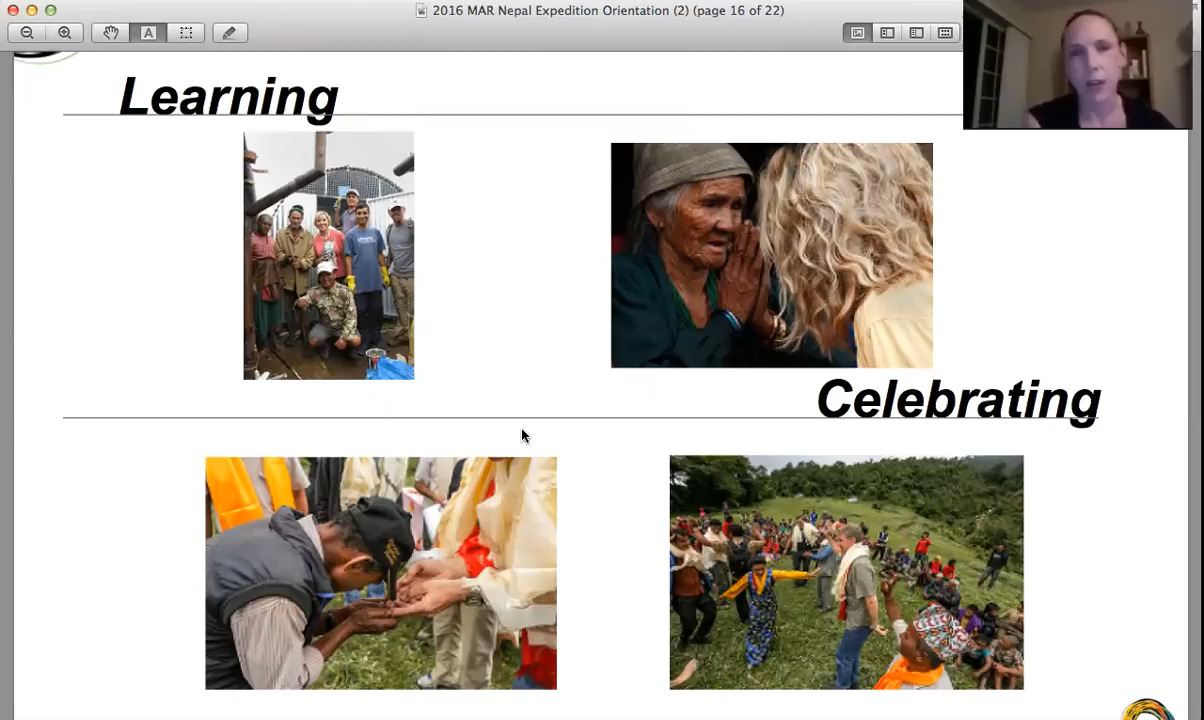 2016 MAR Nepal Expedition Orientation (2) (page 16 of 22)
A
Learning
Celebrating